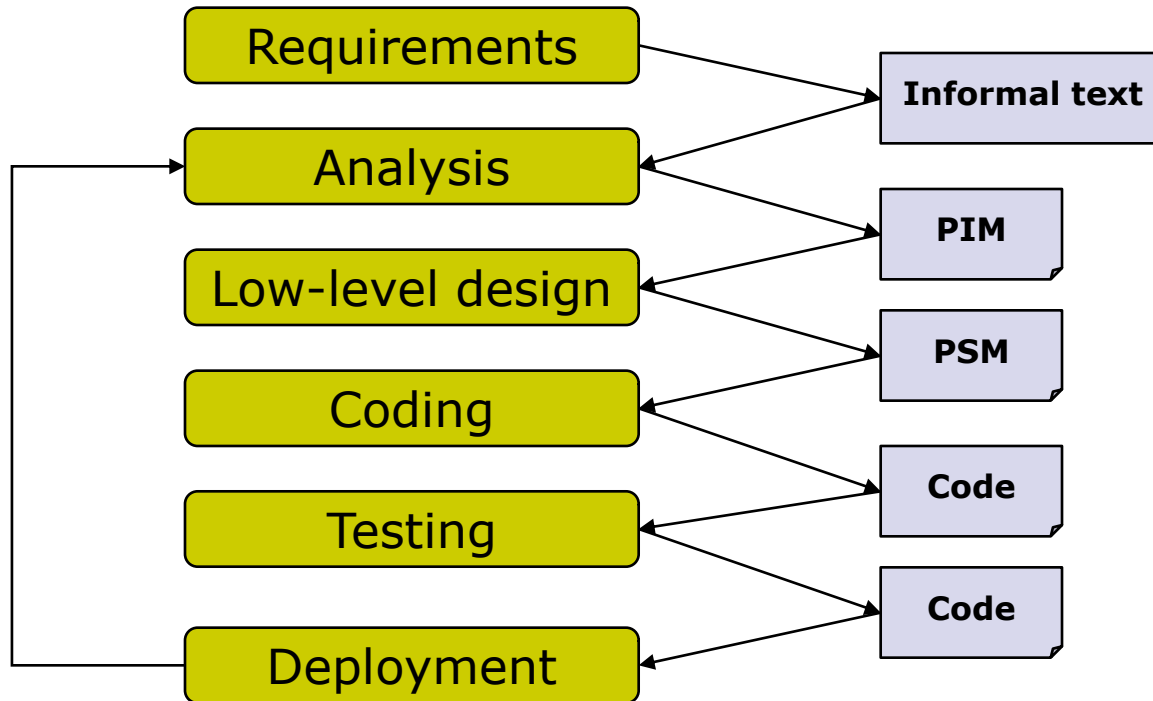 Requirements
Informal text
Analysis
PIM
Low-level design
PSM
Coding
Code
Testing
Code
Deployment